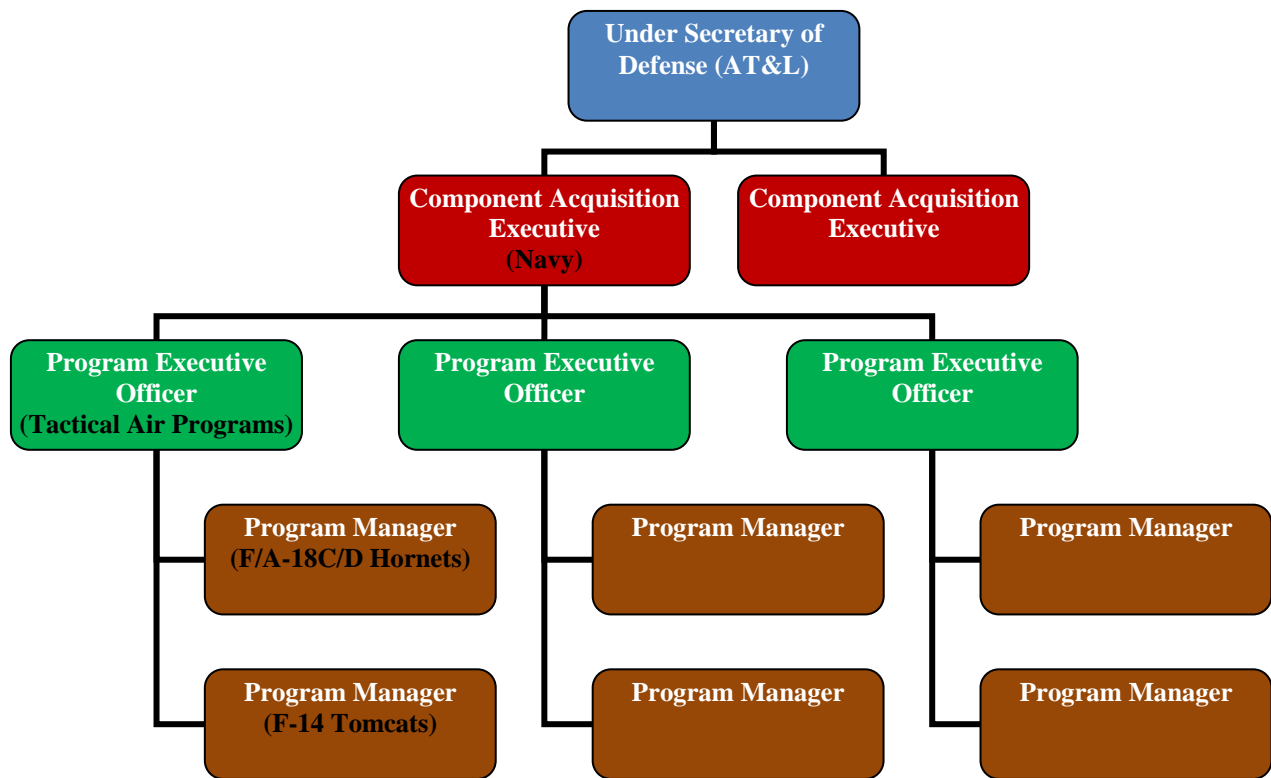 Under Secretary of
Defense (AT&L)
Component Acquisition
Executive
(Navy)
Component Acquisition
Executive
Program Executive
Officer
(Tactical Air Programs)
Program Executive
Officer
Program Executive
Officer
Program Manager
(F/A-18C/D Hornets)
Program Manager
Program Manager
Program Manager
(F-14 Tomcats)
Program Manager
Program Manager